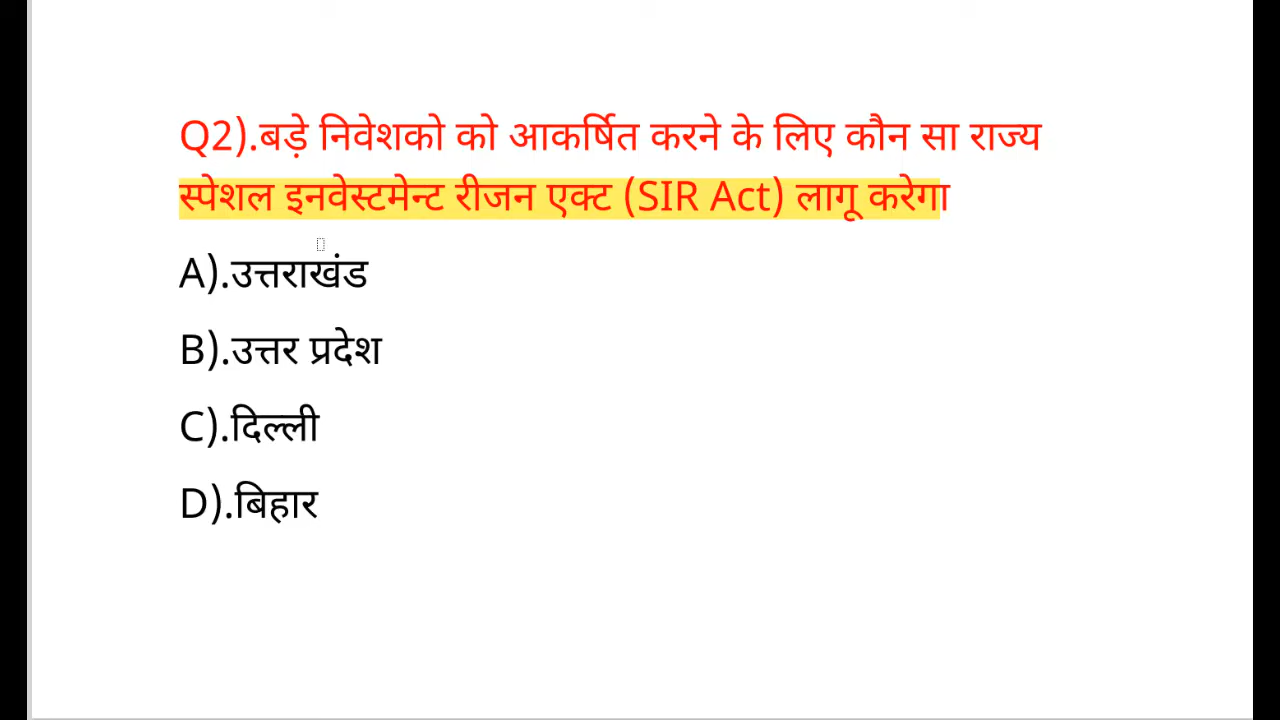 Q2).बड़े निवेशको को आकर्षित करने के लिए कौन सा राज्य
स्पेशल इनवेस्टमेन्ट रीजन एक्ट (SIR Act) लागू करेगा
A).उत्तराखंड
B).उत्तर प्रदेश
C).दिल्ली
D).बिहार